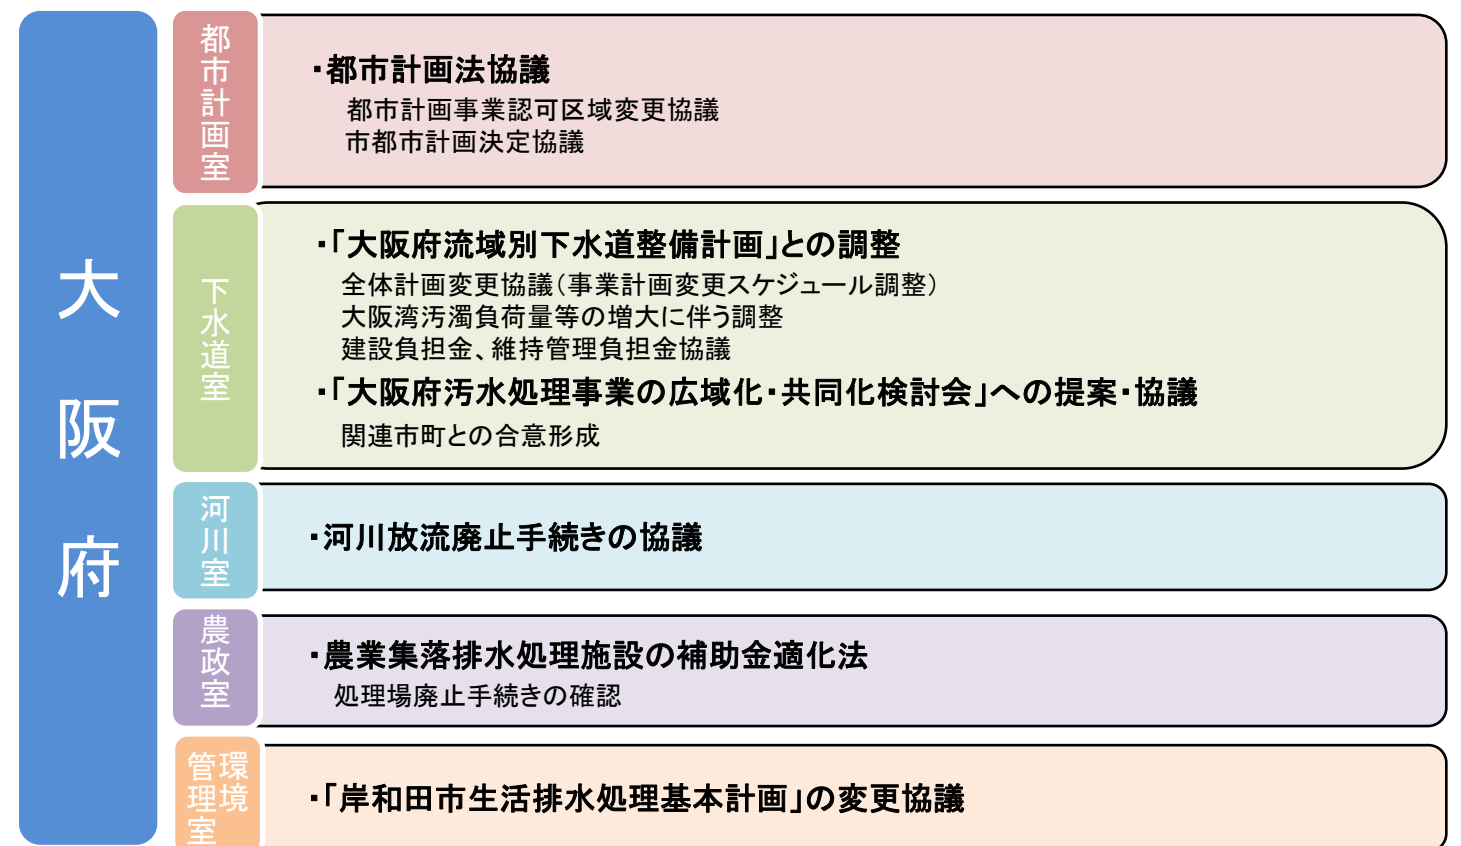 大阪府
都市計画室
・都市計画法協議
都市計画事業認可区域変更協議
市都市計画決定協議
下水道室
・「大阪府流域別下水道整備計画」との調整
全体計画変更協議（事業計画変更スケジュール調整）
大阪湾汚濁負荷量等の増大に伴う調整
建設負担金、維持管理負担金協議
・「大阪府汚水処理事業の広域化・共同化検討会」への提案・協議
関連市町との合意形成
河川室
・河川放流廃止手続きの協議
農政室
・農業集落排水処理施設の補助金適化法
処理場廃止手続きの確認
環境
管理室
・「岸和田市生活排水処理基本計画」の変更協議